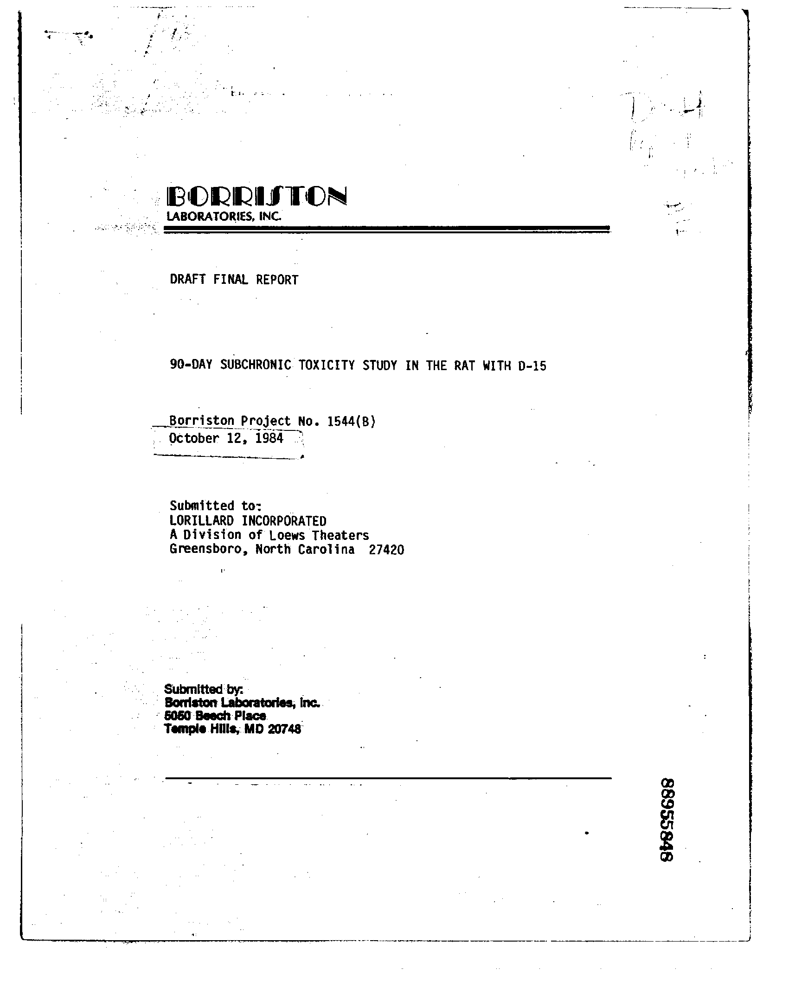 Draft
BORRISTON
LABORATORIES, INC.
DRAFT FINAL REPORT
90-DAY SUBCHRONIC TOXICITY STUDY IN THE RAT WITH D-15
Borriston Project No. 1544(B)
October 12, 1984
Submitted to:
LORILLARD INCORPORATED
A Division of Loews Theaters
Greensboro, North Carolina 27420
Submitted by:
Borriston Laboratories, Inc.
5050 Beech Place
Temple Hills, MD 20748
88955848